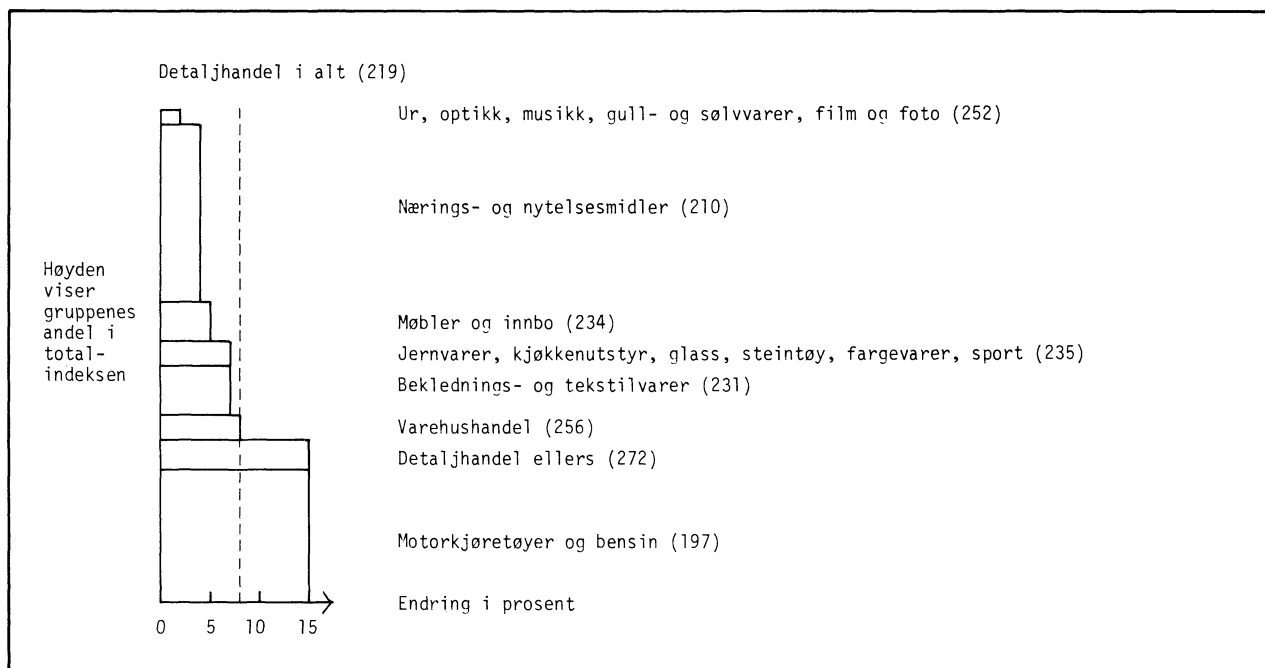 Detaljhandel i alt (219)
Ur, optikk, musikk, gull- og sølvvarer, film og foto (252)
Nærings- og nytelsesmidler (210)
Høyden
viser
gruppenes
andel i
total-
indeksen
Møbler og innbo (234)
Jernvarer, kjøkkenutstyr, glass, steintøy, fargevarer, sport (235)
Beklednings- og tekstilvarer (231)
Varehushandel (256)
Detaljhandel ellers (272)
Motorkjøretøyer og bensin (197)
Endring i prosent
0 5 10 15